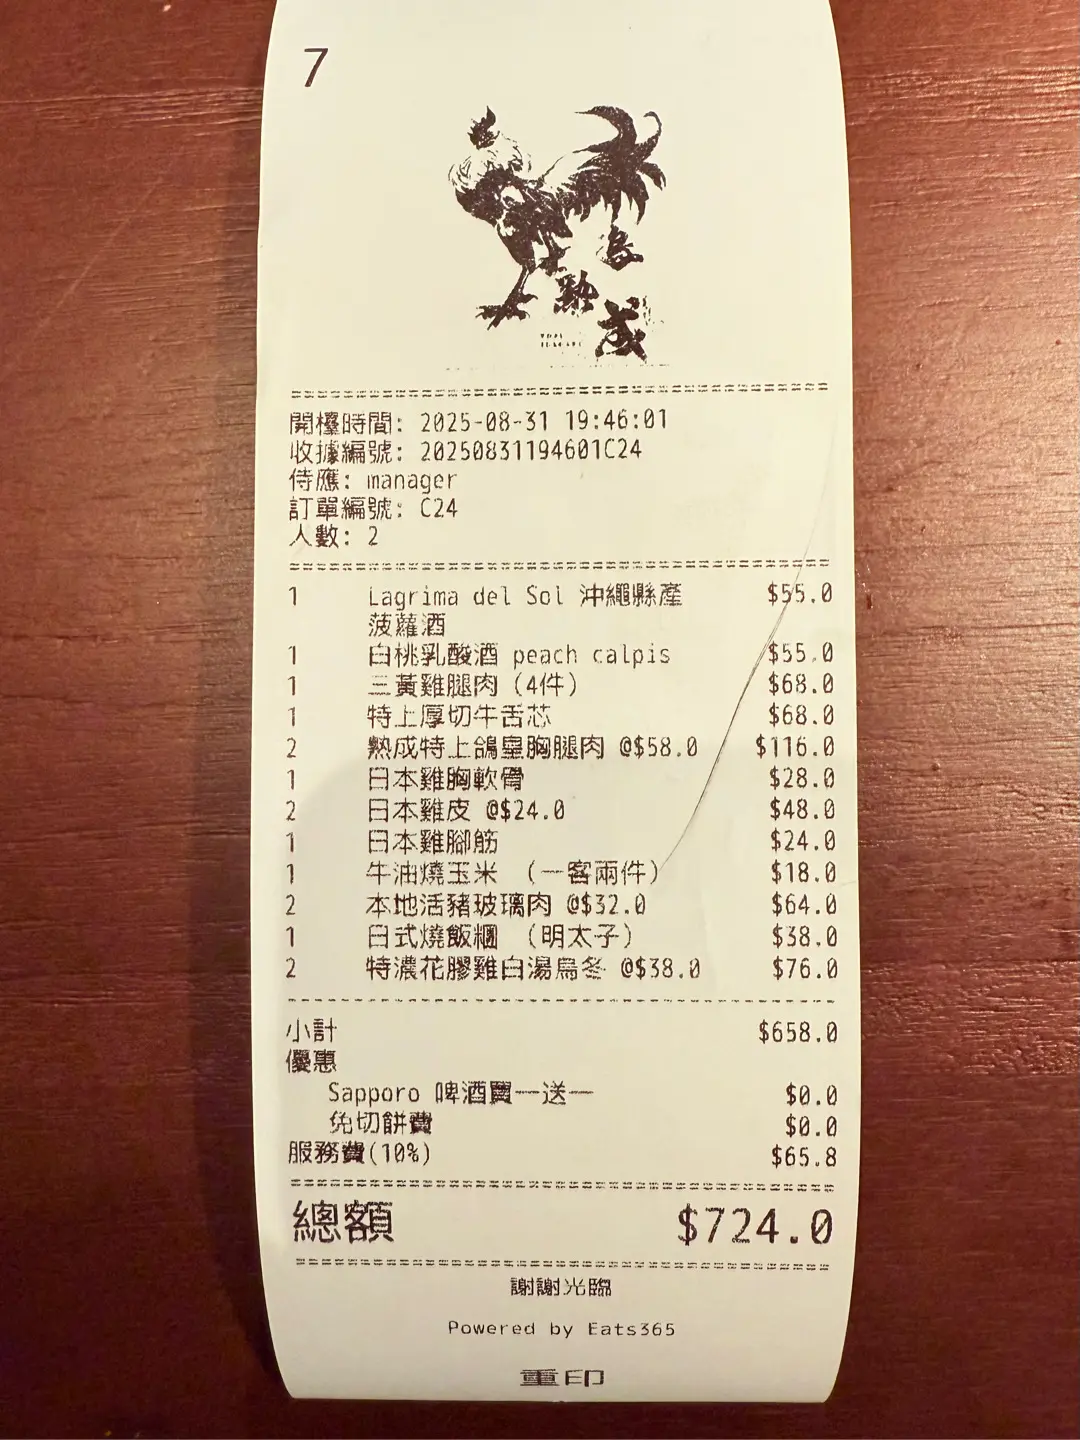 7
熟成
開檯時間: 2025-08-31 19:46:01
收據編號: 20250831194601C24
侍應: manager
訂單編號: C24
人數: 2
1 Lagrima del Sol 沖繩縣產 $55.0
菠蘿酒
1 白桃乳酸酒 peach calpis $55.0
1 三黃雞腿肉 (4件) $68.0
1 特上厚切牛舌芯 $68.0
2 熟成特上鴿皇胸腿肉 @$58.0 $116.0
1 日本雞胸軟骨 $28.0
2 日本雞皮 @$24.0 $48.0
1 日本雞腳筋 $24.0
1 牛油燒玉米 (一客兩件) $18.0
2 本地活豬玻璃肉 @$32.0 $64.0
1 日式燒飯糰 (明太子) $38.0
2 特濃花膠雞白湯烏冬 @$38.0 $76.0
小計 $658.0
優惠
Sapporo 啤酒買一送一 $0.0
免切餅費 $0.0
服務費(10%) $65.8
總額 $724.0
謝謝光臨
Powered by Eats365
重印